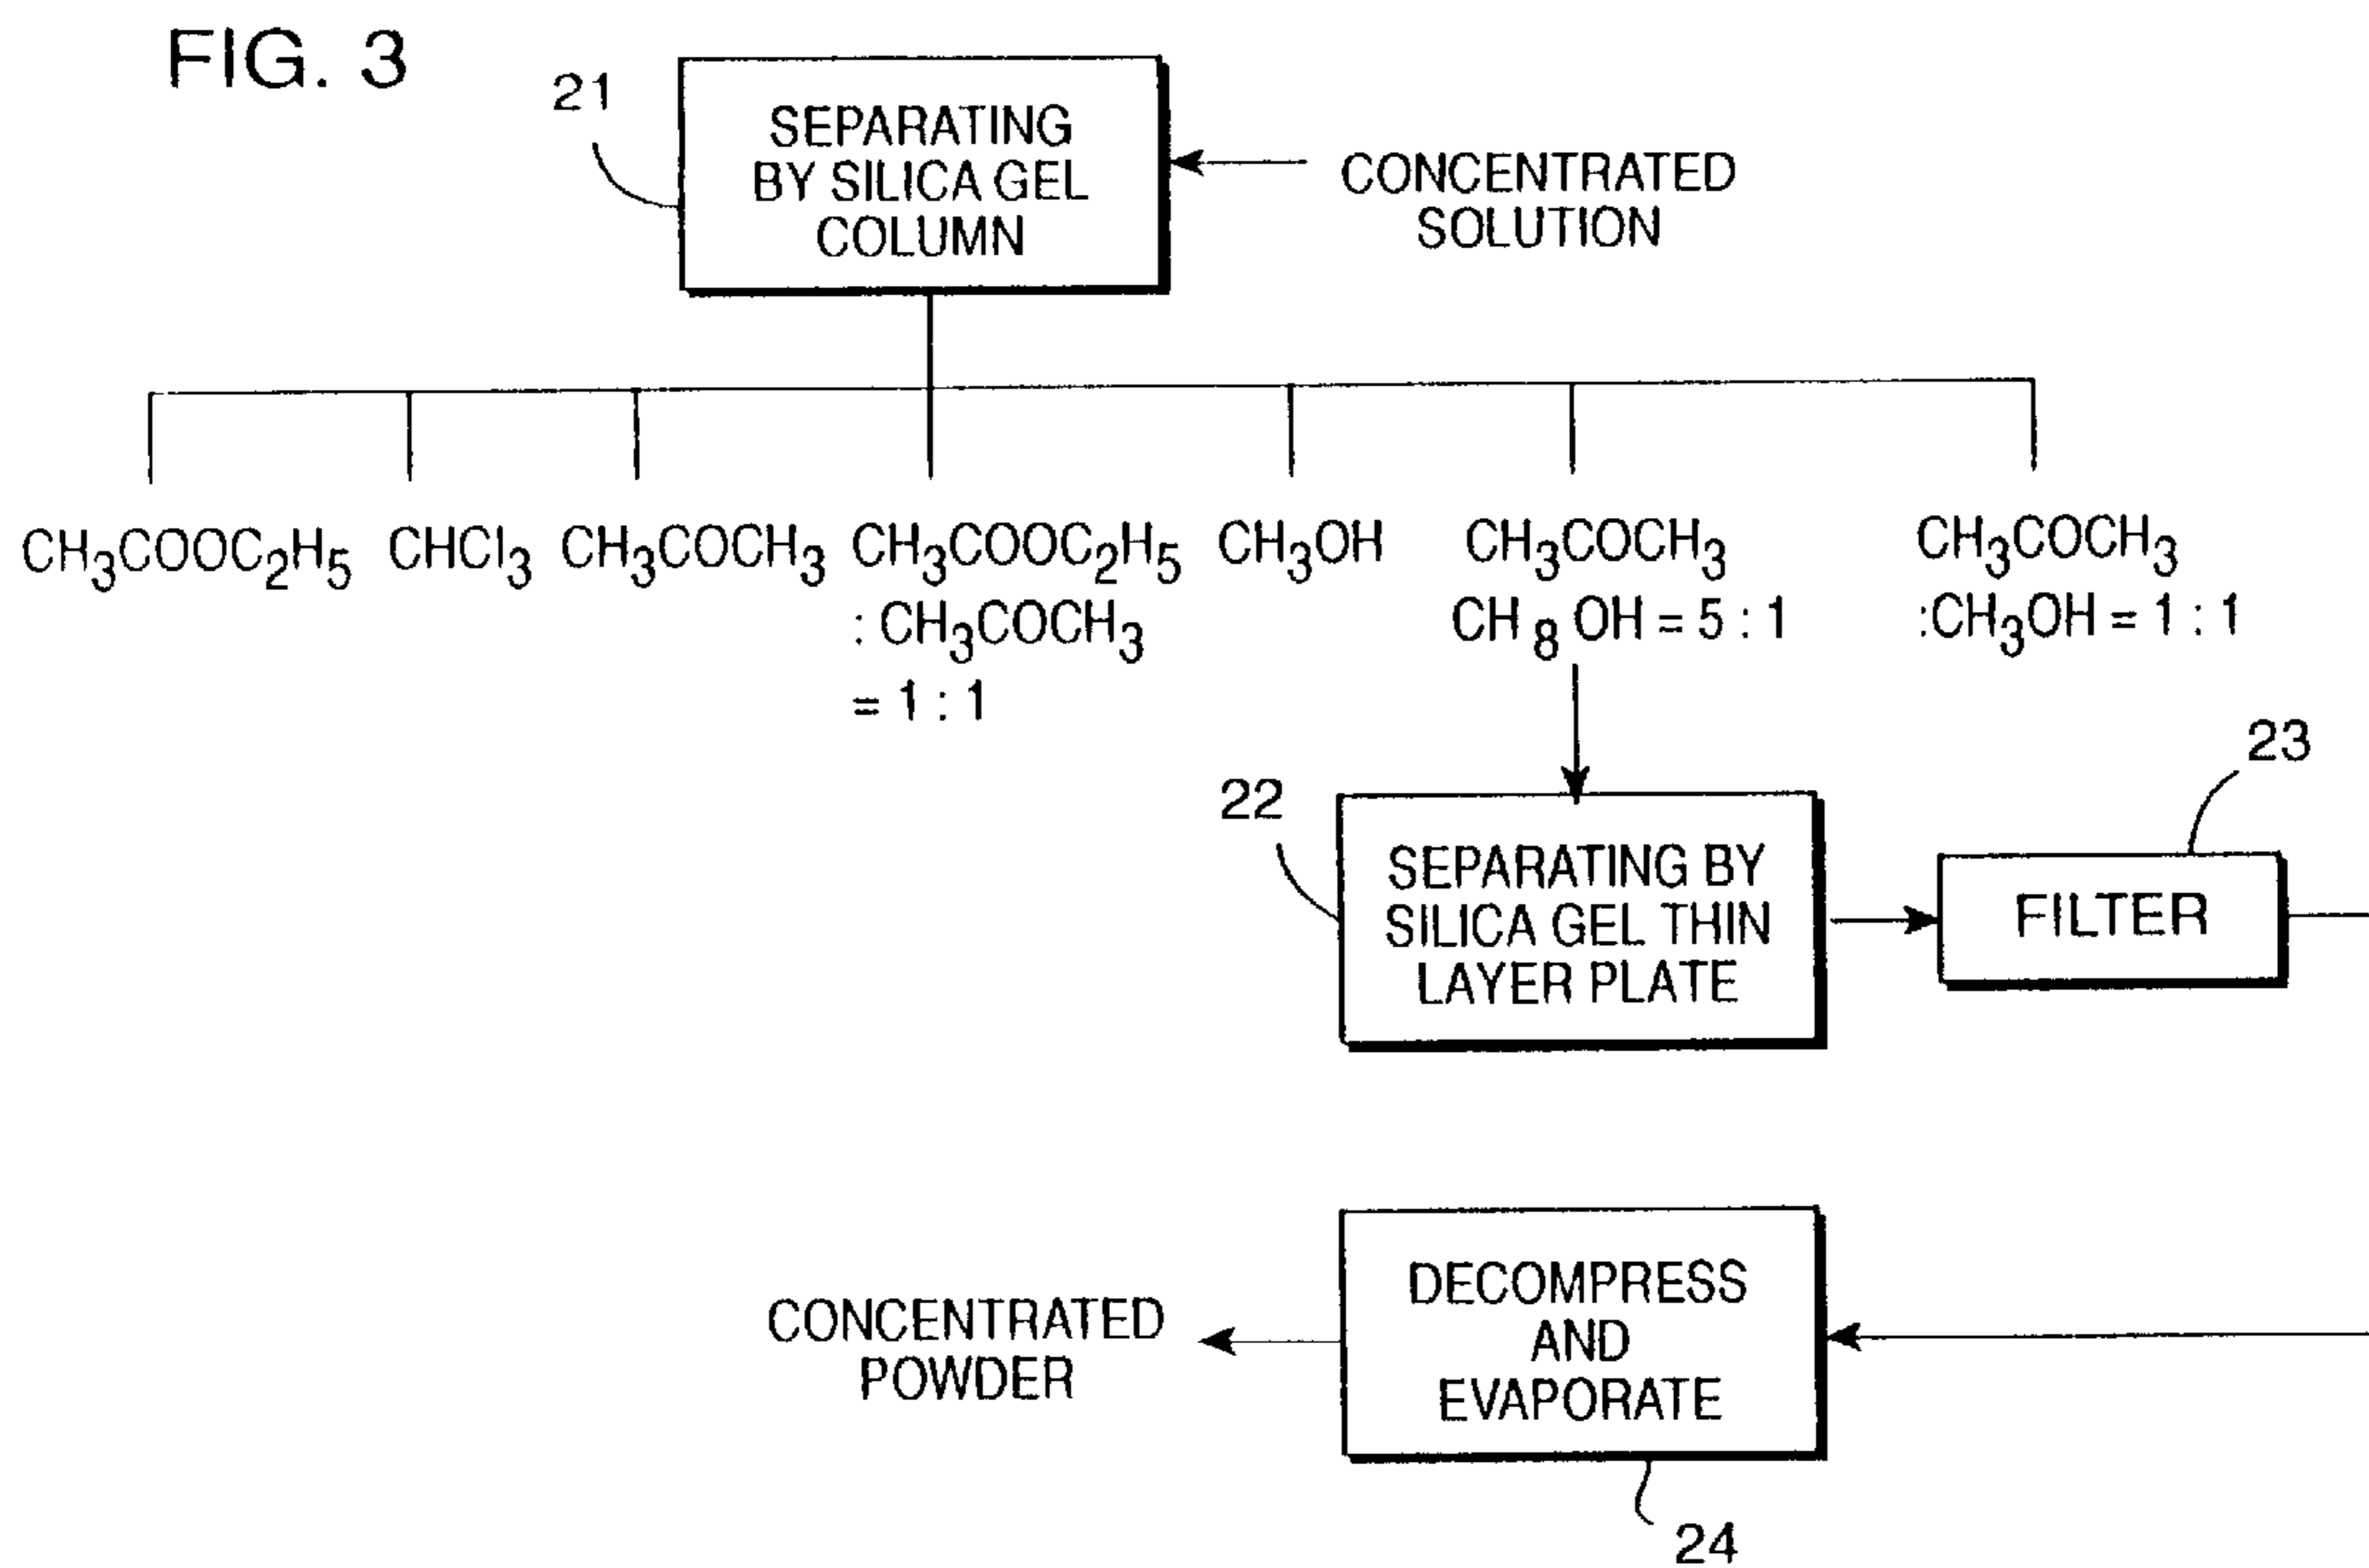 FIG. 3
21
SEPARATING
BY SILICA GEL
COLUMN
CONCENTRATED
SOLUTION
CH₃COOC₂H₅
CHCl₃
CH₃COCH₃
CH₃COOC₂H₅
: CH₃COCH₃
= 1 : 1
CH₃OH
CH₃COCH₃
CH₈ OH = 5 : 1
CH₃COCH₃
:CH₃OH = 1 : 1
22
SEPARATING BY
SILICA GEL THIN
LAYER PLATE
23
FILTER
DECOMPRESS
AND
EVAPORATE
24
CONCENTRATED
POWDER